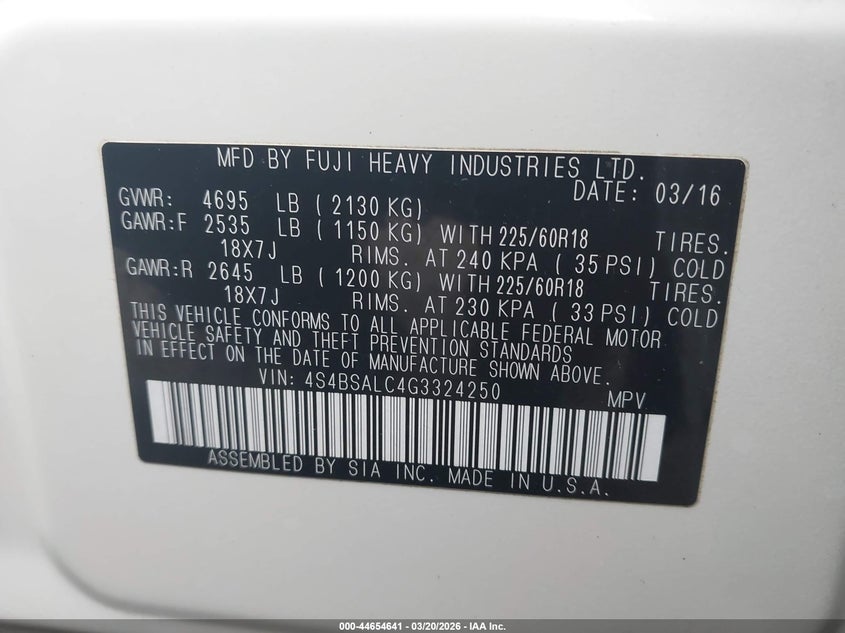 MFD BY FUJI HEAVY INDUSTRIES LTD.
DATE: 03/16
GVWR: 4695 LB ( 2130 KG)
GAWR:F 2535 LB ( 1150 KG) WITH 225/60R18 TIRES.
18X7J RIMS. AT 240 KPA ( 35 PSI) COLD
GAWR:R 2645 LB ( 1200 KG) WITH 225/60R18 TIRES.
18X7J RIMS. AT 230 KPA ( 33 PSI) COLD
THIS VEHICLE CONFORMS TO ALL APPLICABLE FEDERAL MOTOR
VEHICLE SAFETY AND THEFT PREVENTION STANDARDS
IN EFFECT ON THE DATE OF MANUFACTURE SHOWN ABOVE.
VIN: 4S4BSALC4G3324250 MPV
ASSEMBLED BY SIA INC. MADE IN U.S.A.
000-44654641 - 03/20/2026 - IAA Inc.